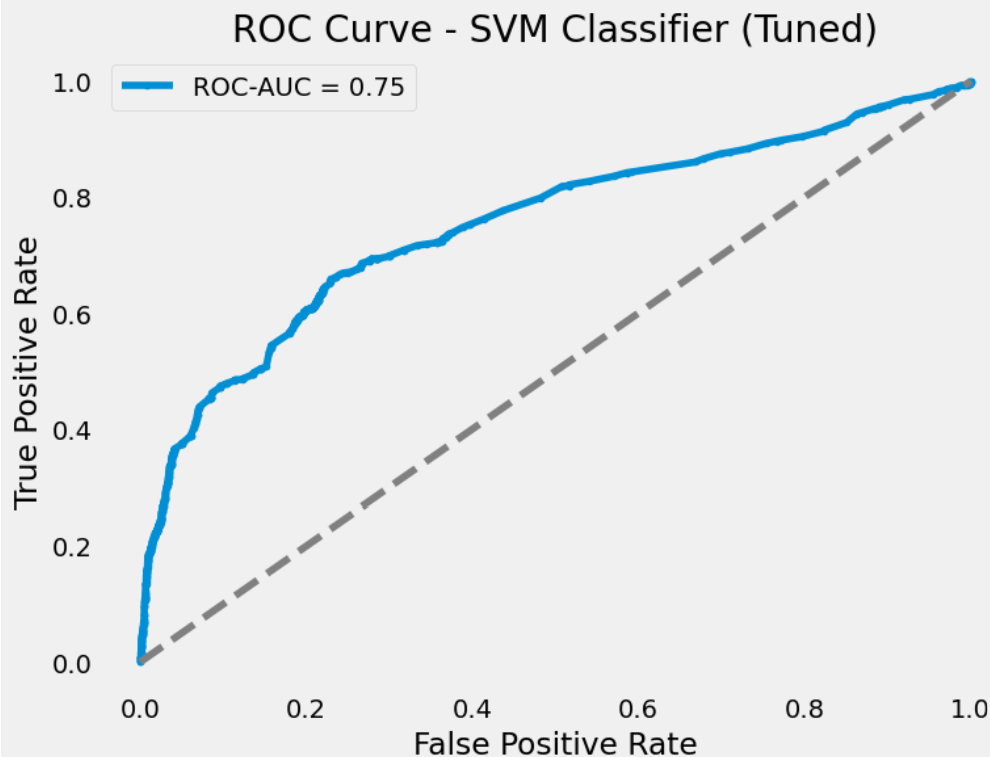 ROC Curve - SVM Classifier (Tuned)
ROC-AUC = 0.75
True Positive Rate
1.0
0.8
0.6
0.4
0.2
0.0
0.0 0.2 0.4 0.6 0.8 1.0
False Positive Rate